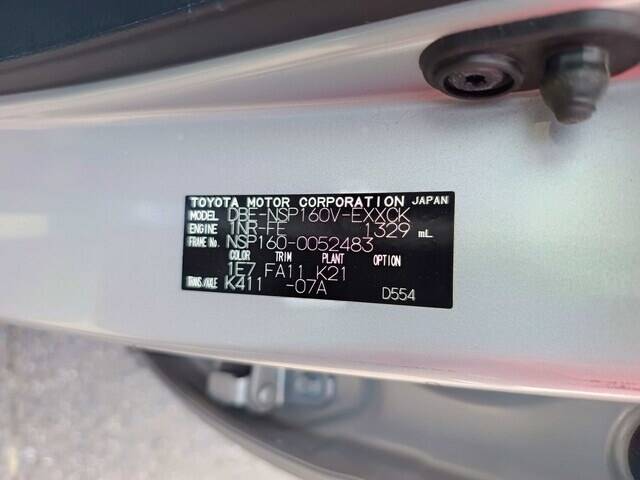 TOYOTA MOTOR CORPORATION JAPAN
MODEL DBE-NSP160V-EXXCK
ENGINE 1NR-FE 1329 mL
FRAME No. NSP160-0052483
COLOR TRIM PLANT OPTION
1E7 FA11 K21
TRANS/AXLE K411 -07A D554